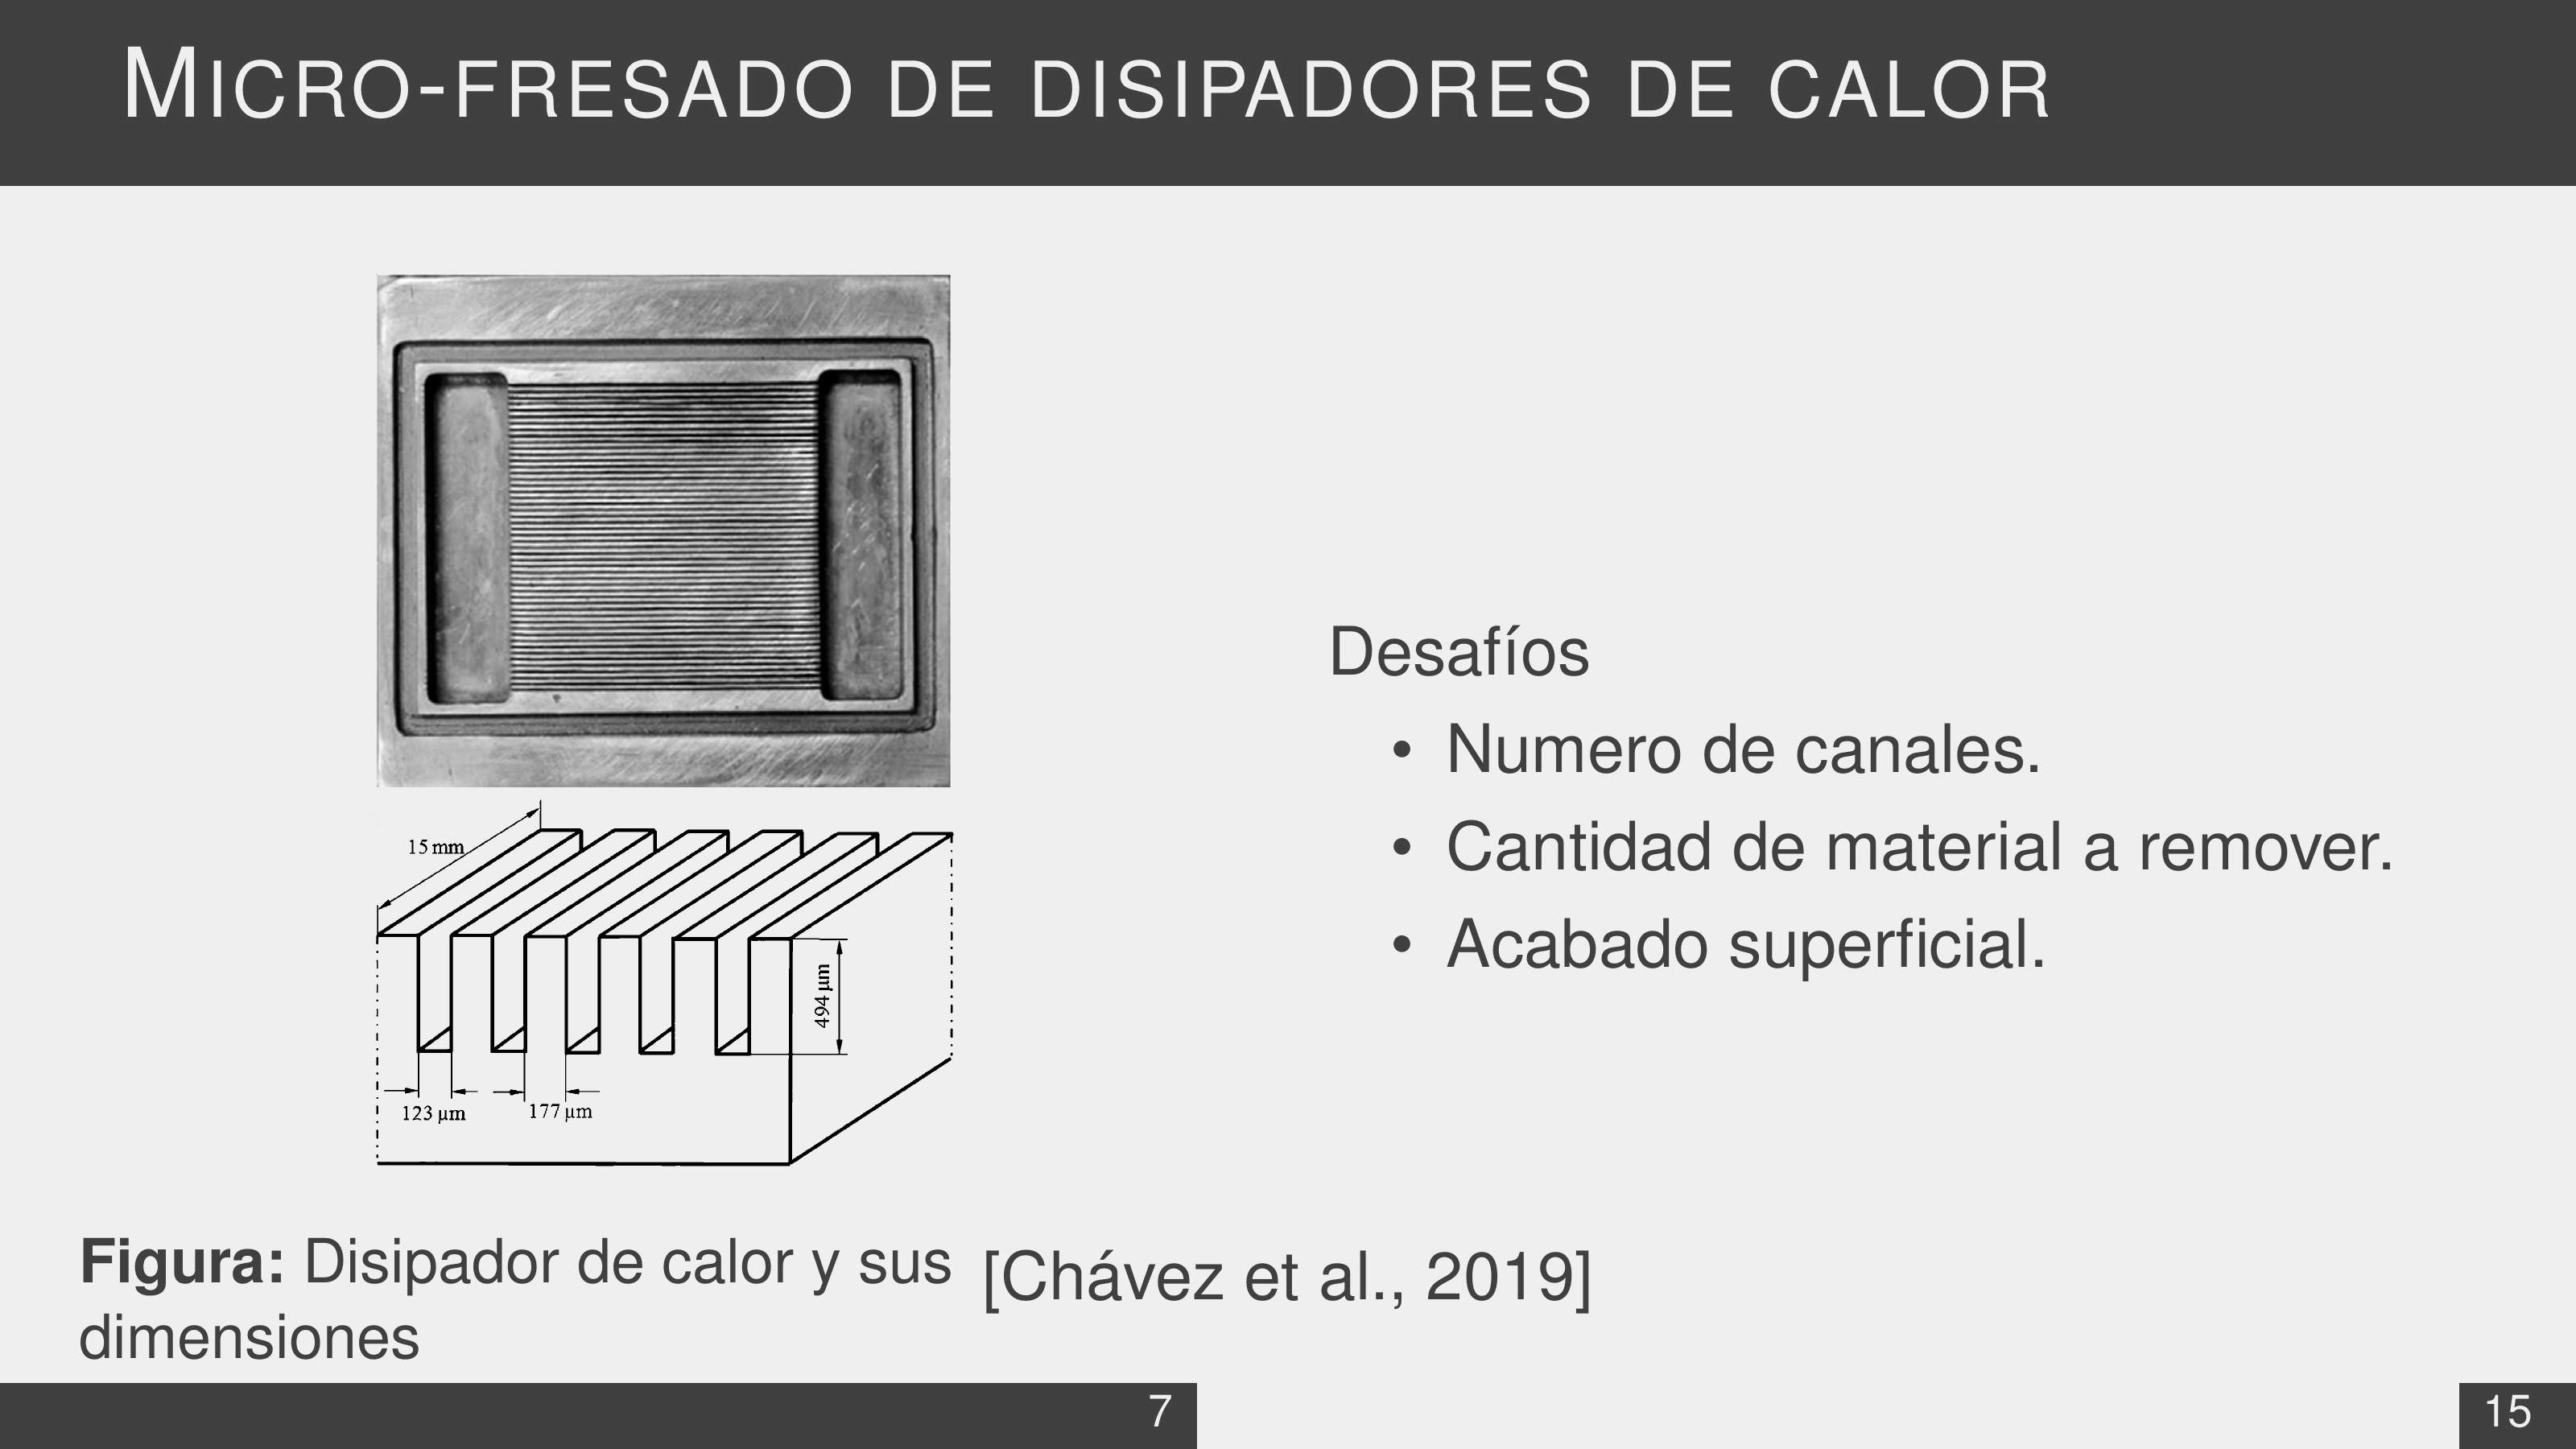 MICRO-FRESADO DE DISIPADORES DE CALOR
15 mm
494 µm
123 µm
177 µm
Figura: Disipador de calor y sus
dimensiones
[Chávez et al., 2019]
Desafíos
• Numero de canales.
• Cantidad de material a remover.
• Acabado superficial.
7
15